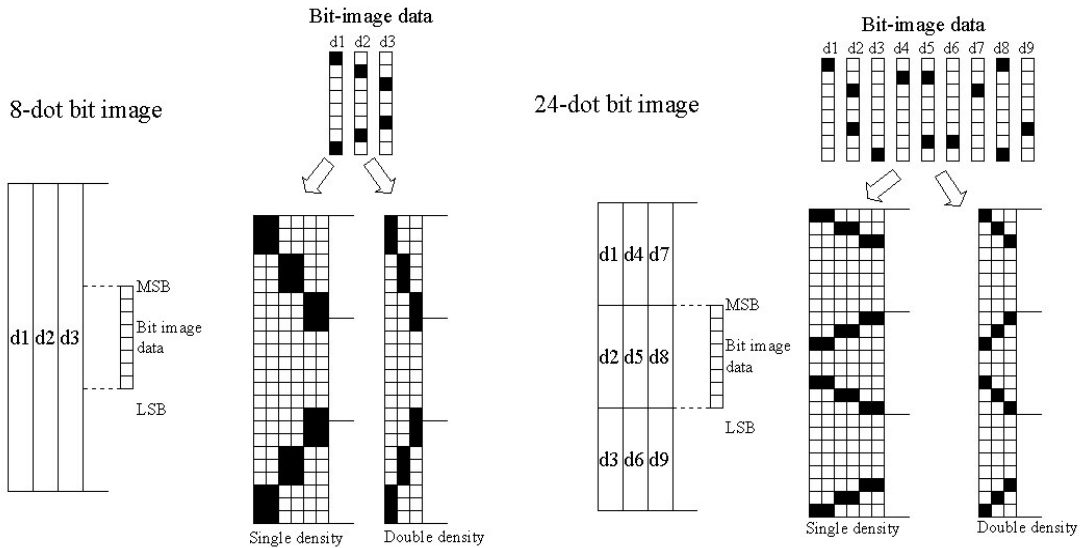 Bit-image data
d1 d2 d3
8-dot bit image
d1 d2 d3
MSB
Bit image
data
LSB
Single density
Double density
Bit-image data
d1 d2 d3 d4 d5 d6 d7 d8 d9
24-dot bit image
d1 d4 d7
d2 d5 d8
d3 d6 d9
MSB
Bit image
data
LSB
Single density
Double density